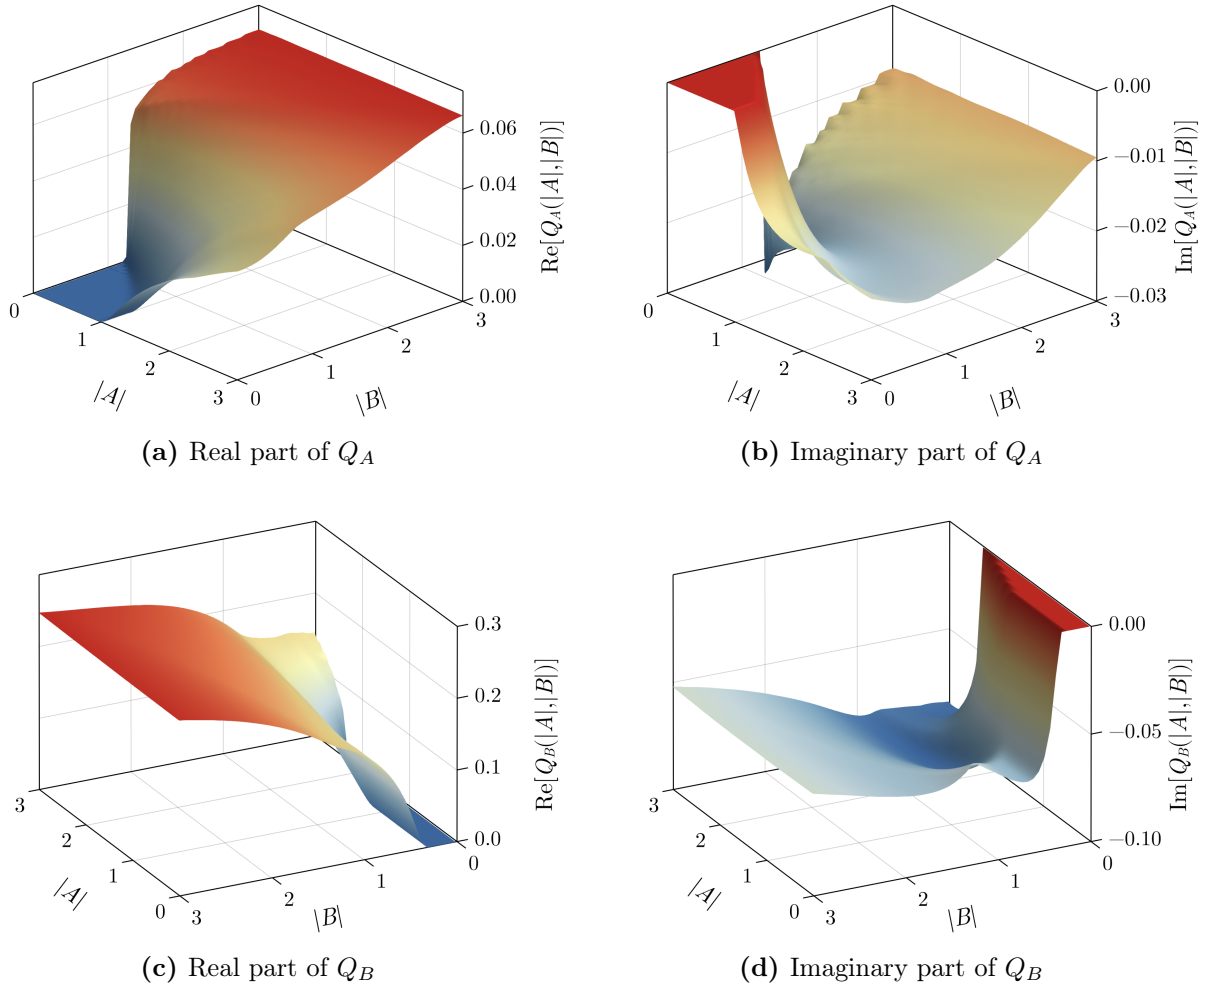 0.06
0.04
0.02
0.00
Re[Q_A(|A|,|B|)]
0
1
2
3
|A|
0
1
2
3
|B|
(a) Real part of Q_A
0.00
−0.01
−0.02
−0.03
Im[Q_A(|A|,|B|)]
0
1
2
3
|A|
0
1
2
3
|B|
(b) Imaginary part of Q_A
0.3
0.2
0.1
0.0
Re[Q_B(|A|,|B|)]
3
2
1
0
|A|
3
2
1
0
|B|
(c) Real part of Q_B
0.00
−0.05
−0.10
Im[Q_B(|A|,|B|)]
3
2
1
0
|A|
3
2
1
0
|B|
(d) Imaginary part of Q_B